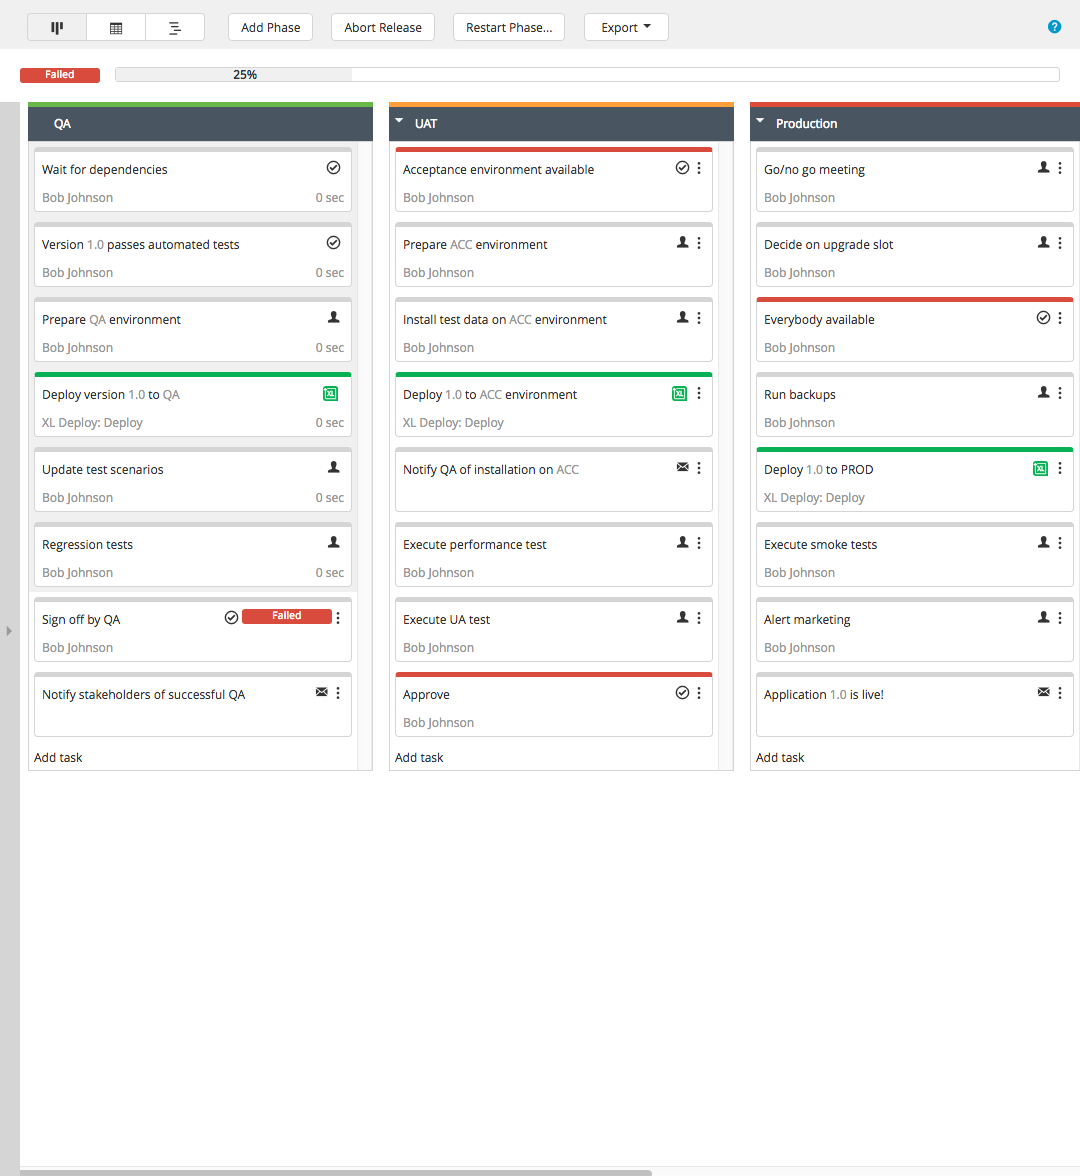 Add Phase
Abort Release
Restart Phase...
Export
?
Failed
25%
QA
Wait for dependencies
Bob Johnson 0 sec
Version 1.0 passes automated tests
Bob Johnson 0 sec
Prepare QA environment
Bob Johnson 0 sec
Deploy version 1.0 to QA
XL
XL Deploy: Deploy 0 sec
Update test scenarios
Bob Johnson 0 sec
Regression tests
Bob Johnson 0 sec
Sign off by QA Failed
Bob Johnson
Notify stakeholders of successful QA
Add task
UAT
Acceptance environment available
Bob Johnson
Prepare ACC environment
Bob Johnson
Install test data on ACC environment
Bob Johnson
Deploy 1.0 to ACC environment
XL
XL Deploy: Deploy
Notify QA of installation on ACC
Execute performance test
Bob Johnson
Execute UA test
Bob Johnson
Approve
Bob Johnson
Add task
Production
Go/no go meeting
Bob Johnson
Decide on upgrade slot
Bob Johnson
Everybody available
Bob Johnson
Run backups
Bob Johnson
Deploy 1.0 to PROD
XL
XL Deploy: Deploy
Execute smoke tests
Bob Johnson
Alert marketing
Bob Johnson
Application 1.0 is live!
Add task